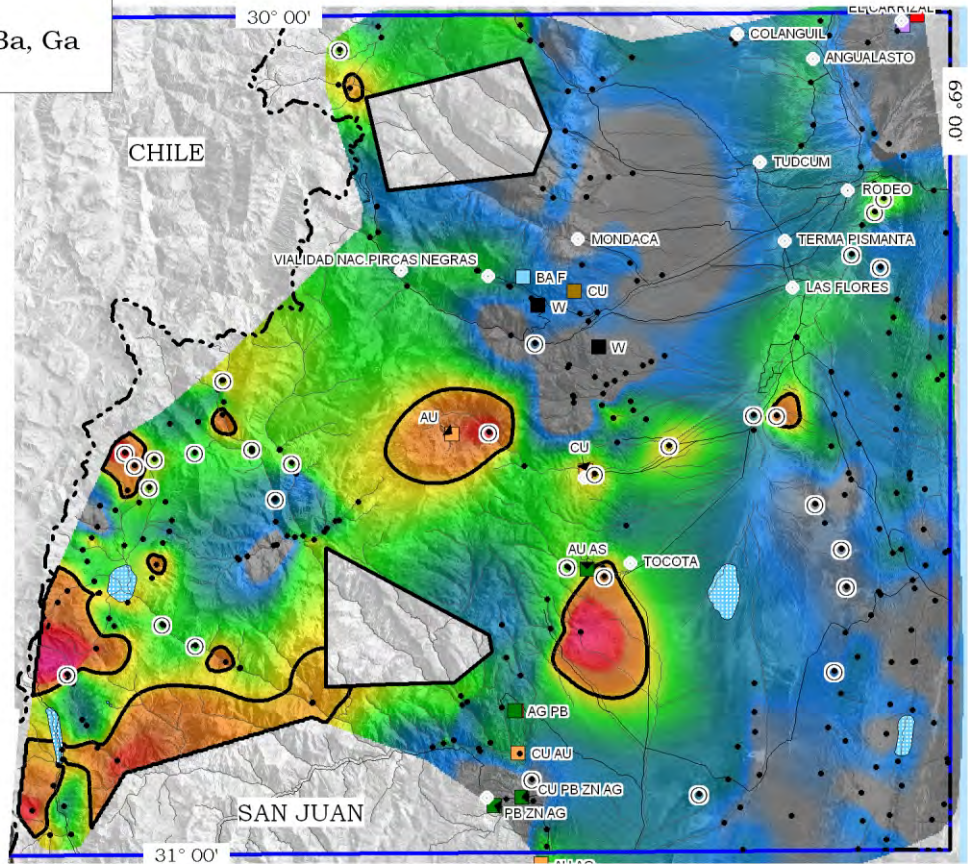 Ba, Ga
30° 00'
EL CARRIZAL
COLANGUIL
ANGUALASTO
69° 00'
CHILE
TUDCUM
RODEO
MONDACA
TERMA PISMANTA
VIALIDAD NAC.PIRCAS NEGRAS
BA F
CU
LAS FLORES
W
W
AU
CU
AU AS
TOCOTA
AG PB
CU AU
CU PB ZN AG
PB ZN AG
SAN JUAN
31° 00'
AU AG